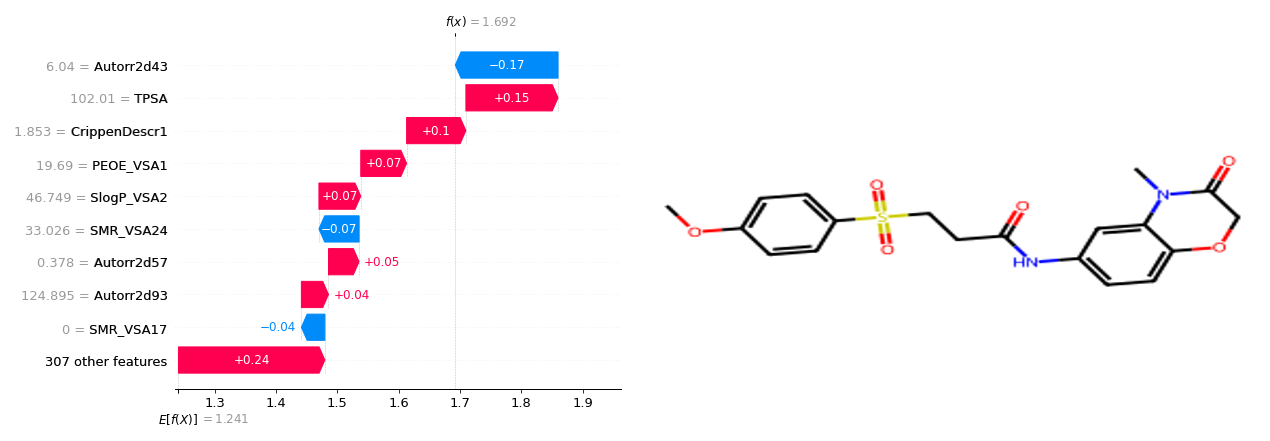 f(x) = 1.692
6.04 = Autorr2d43
−0.17
102.01 = TPSA
+0.15
1.853 = CrippenDescr1
+0.1
19.69 = PEOE_VSA1
+0.07
46.749 = SlogP_VSA2
+0.07
33.026 = SMR_VSA24
−0.07
0.378 = Autorr2d57
+0.05
124.895 = Autorr2d93
+0.04
0 = SMR_VSA17
−0.04
307 other features
+0.24
1.3 1.4 1.5 1.6 1.7 1.8 1.9
E[f(X)] = 1.241
O
O
S
O
O
HN
N
O
O